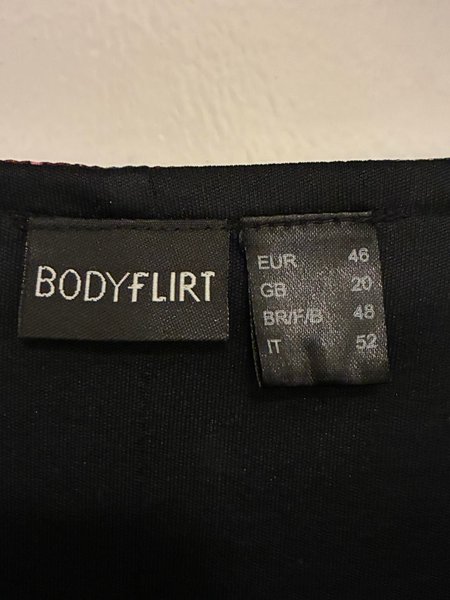 BODYFLIRT
EUR 46
GB 20
BR/F/B 48
IT 52